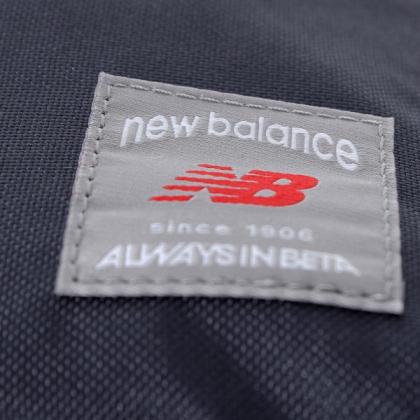 new balance
NB
since 1906
ALWAYS IN BETA